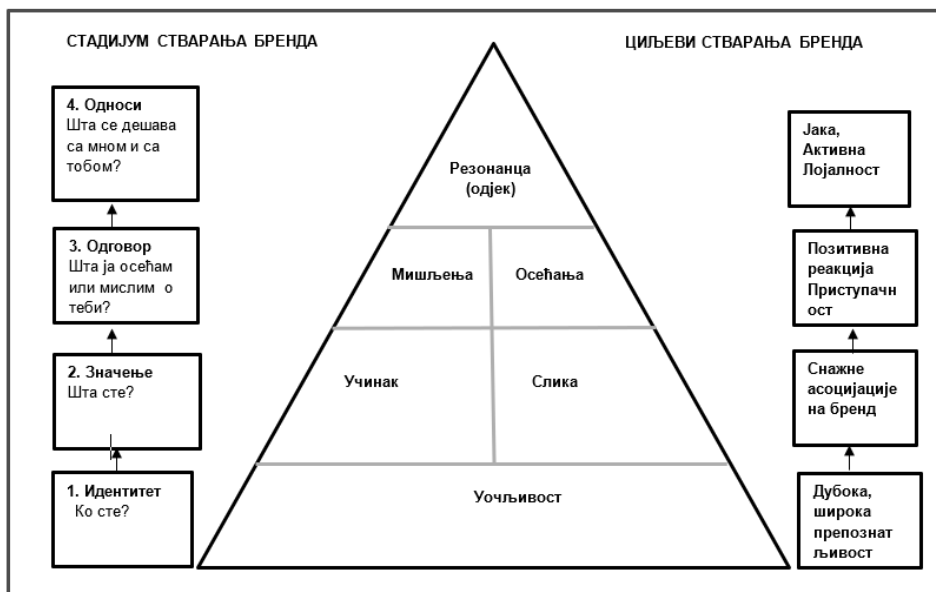 СТАДИЈУМ СТВАРАЊА БРЕНДА
ЦИЉЕВИ СТВАРАЊА БРЕНДА
4. Односи
Шта се дешава
са мном и са
тобом?
3. Одговор
Шта ја осећам
или мислим о
теби?
2. Значење
Шта сте?
1. Идентитет
Ко сте?
Резонанца
(одјек)
Мишљења
Осећања
Учинак
Слика
Уочљивост
Јака,
Активна
Лојалност
Позитивна
реакција
Приступачн
ост
Снажне
асоцијације
на бренд
Дубока,
широка
препознат
љивост